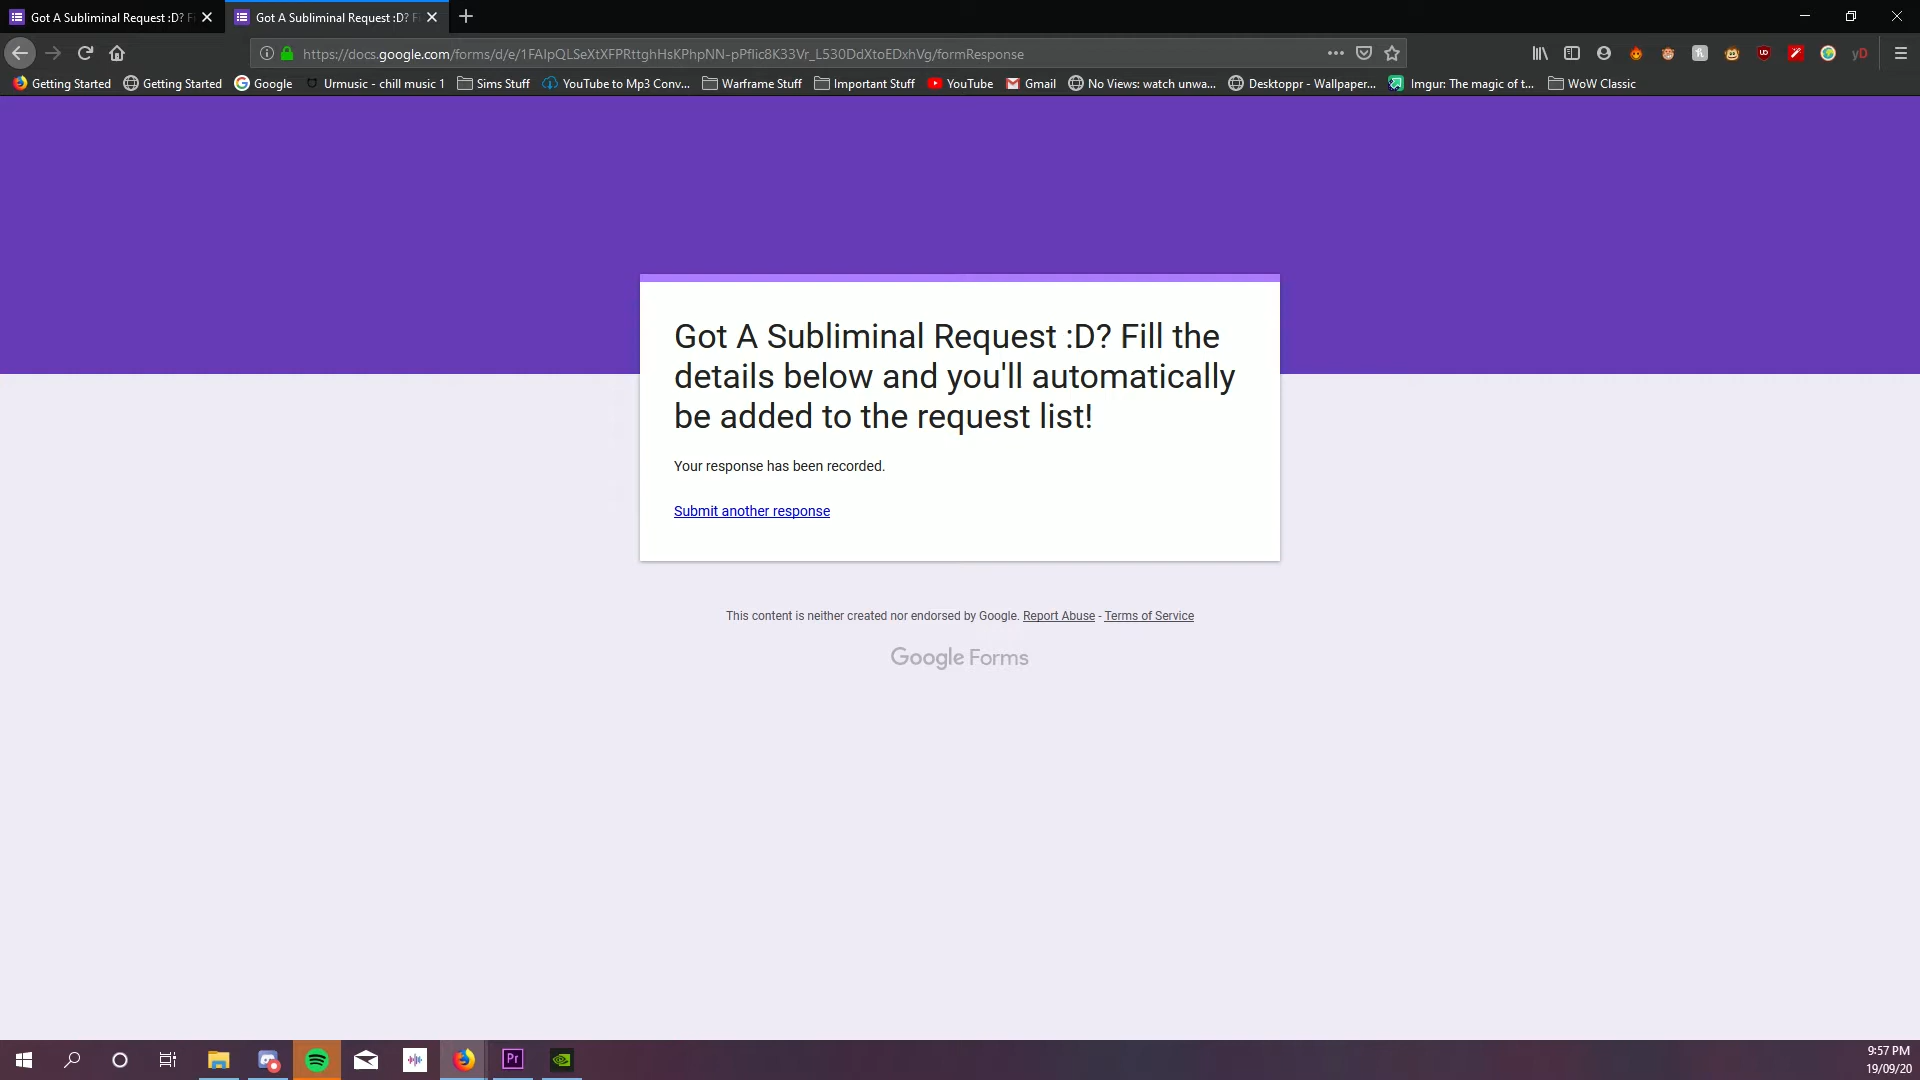 Got A Subliminal Request :D? F
Got A Subliminal Request :D? F
https://docs.google.com/forms/d/e/1FAIpQLSeXtXFPRttghHsKPhpNN-pPfIic8K33Vr_L530DdXtoEDxhVg/formResponse
Getting Started
Getting Started
Google
Urmusic - chill music 1
Sims Stuff
YouTube to Mp3 Conv...
Warframe Stuff
Important Stuff
YouTube
Gmail
No Views: watch unwa...
Desktoppr - Wallpaper...
Imgur: The magic of t...
WoW Classic
Got A Subliminal Request :D? Fill the
details below and you'll automatically
be added to the request list!
Your response has been recorded.
Submit another response
This content is neither created nor endorsed by Google. Report Abuse - Terms of Service
Google Forms
Pr
9:57 PM
19/09/20